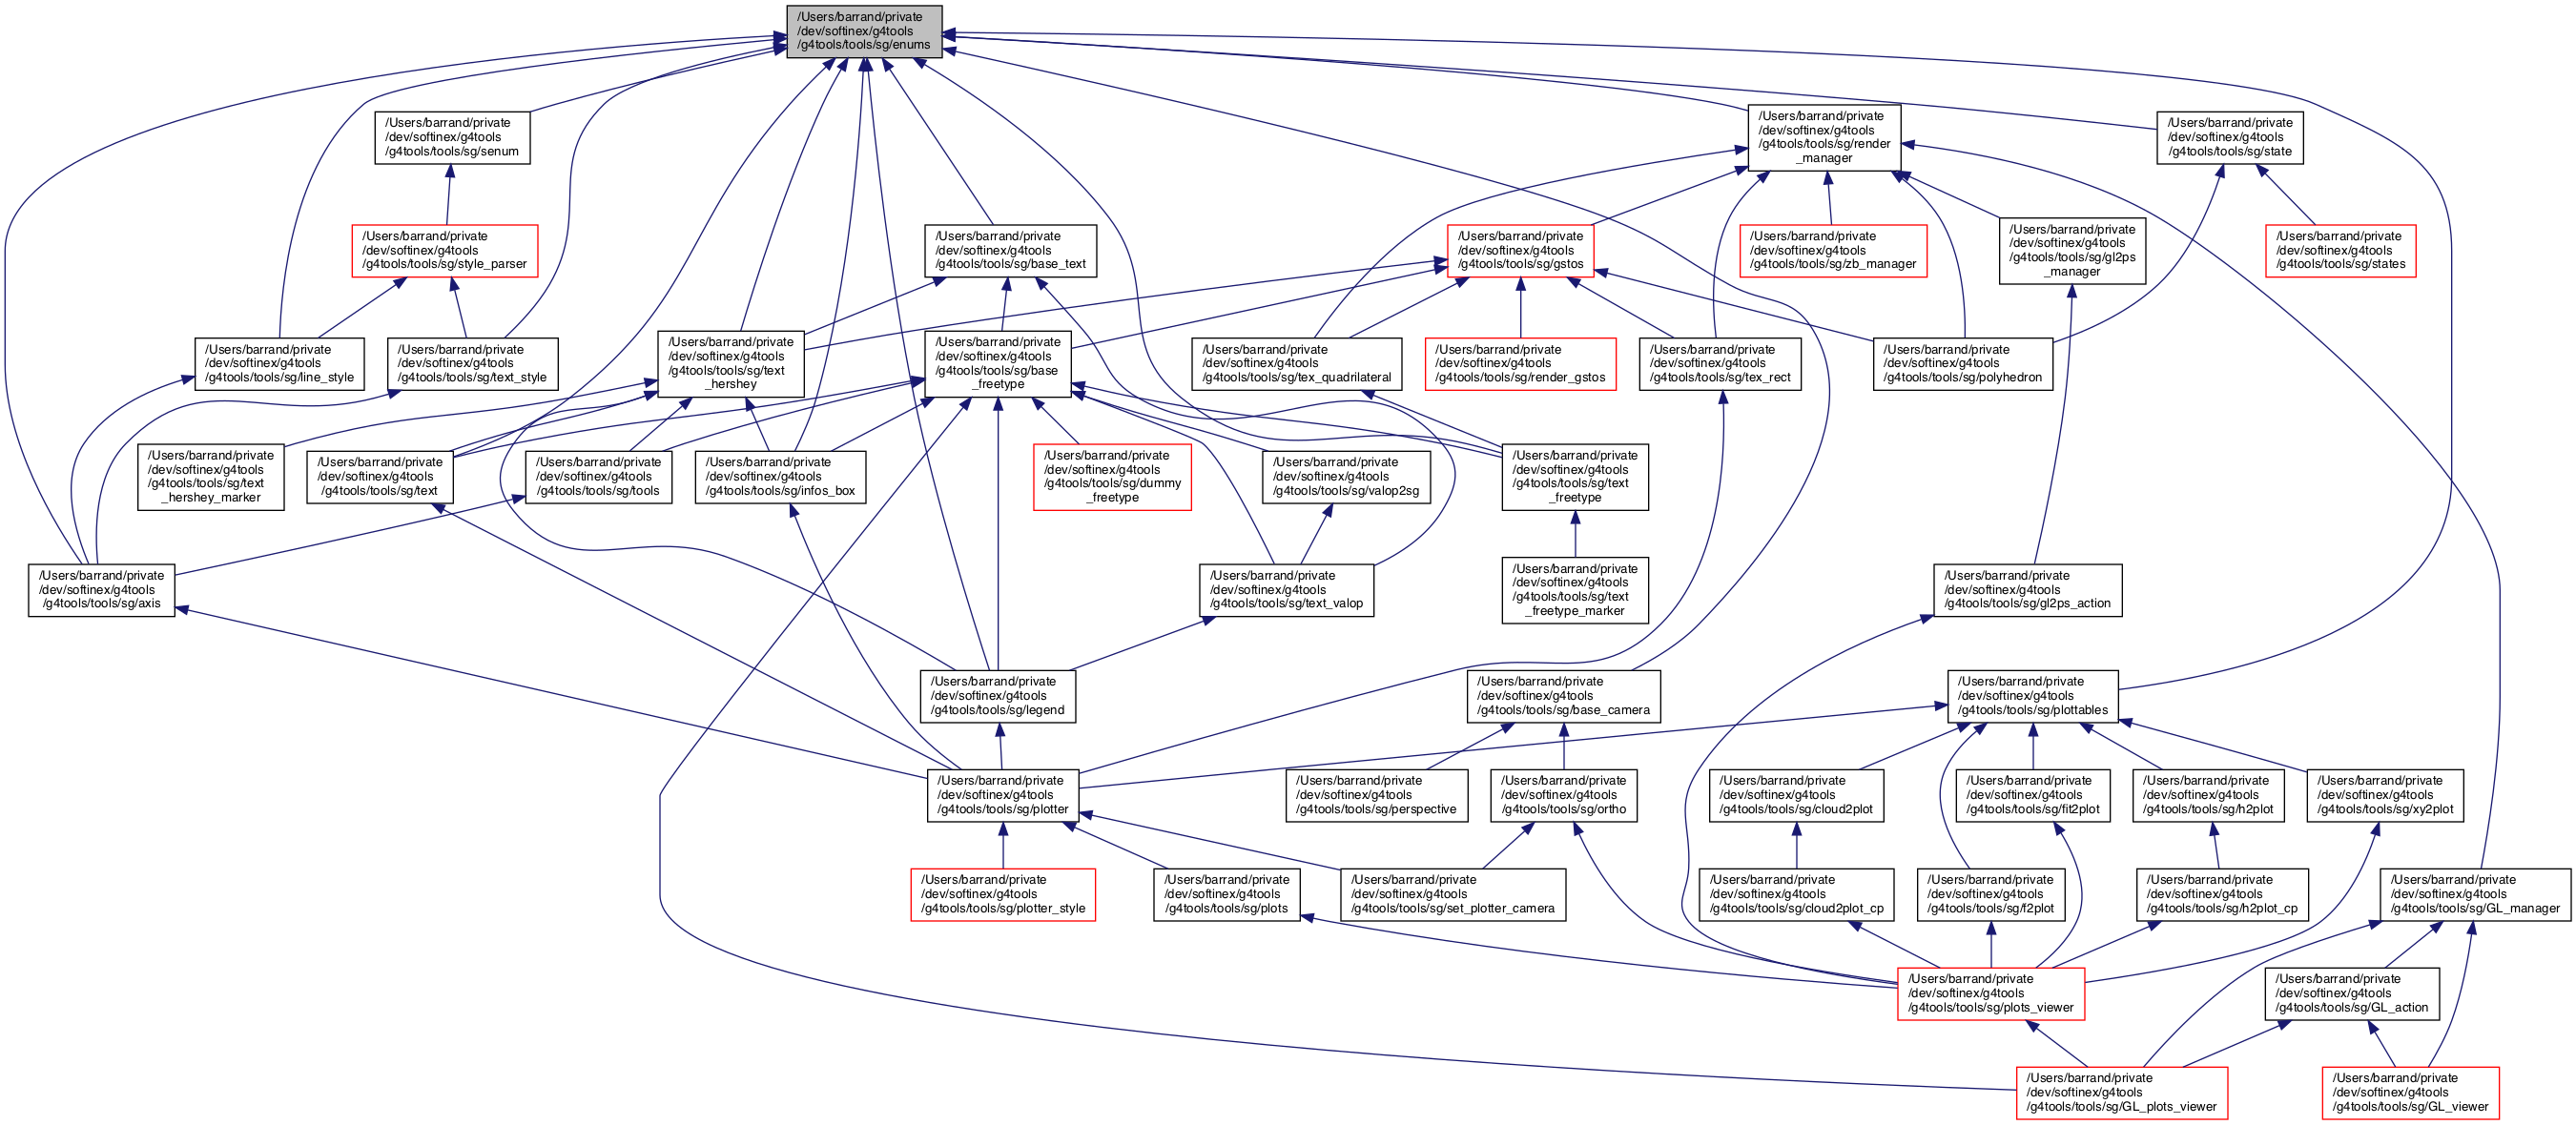 /Users/barrand/private
/dev/softinex/g4tools
/g4tools/tools/sg/enums
/Users/barrand/private
/dev/softinex/g4tools
/g4tools/tools/sg/senum
/Users/barrand/private
/dev/softinex/g4tools
/g4tools/tools/sg/render
_manager
/Users/barrand/private
/dev/softinex/g4tools
/g4tools/tools/sg/state
/Users/barrand/private
/dev/softinex/g4tools
/g4tools/tools/sg/style_parser
/Users/barrand/private
/dev/softinex/g4tools
/g4tools/tools/sg/base_text
/Users/barrand/private
/dev/softinex/g4tools
/g4tools/tools/sg/gstos
/Users/barrand/private
/dev/softinex/g4tools
/g4tools/tools/sg/zb_manager
/Users/barrand/private
/dev/softinex/g4tools
/g4tools/tools/sg/gl2ps
_manager
/Users/barrand/private
/dev/softinex/g4tools
/g4tools/tools/sg/states
/Users/barrand/private
/dev/softinex/g4tools
/g4tools/tools/sg/line_style
/Users/barrand/private
/dev/softinex/g4tools
/g4tools/tools/sg/text_style
/Users/barrand/private
/dev/softinex/g4tools
/g4tools/tools/sg/text
_hershey
/Users/barrand/private
/dev/softinex/g4tools
/g4tools/tools/sg/base
_freetype
/Users/barrand/private
/dev/softinex/g4tools
/g4tools/tools/sg/tex_quadrilateral
/Users/barrand/private
/dev/softinex/g4tools
/g4tools/tools/sg/render_gstos
/Users/barrand/private
/dev/softinex/g4tools
/g4tools/tools/sg/tex_rect
/Users/barrand/private
/dev/softinex/g4tools
/g4tools/tools/sg/polyhedron
/Users/barrand/private
/dev/softinex/g4tools
/g4tools/tools/sg/text
_hershey_marker
/Users/barrand/private
/dev/softinex/g4tools
/g4tools/tools/sg/text
/Users/barrand/private
/dev/softinex/g4tools
/g4tools/tools/sg/tools
/Users/barrand/private
/dev/softinex/g4tools
/g4tools/tools/sg/infos_box
/Users/barrand/private
/dev/softinex/g4tools
/g4tools/tools/sg/dummy
_freetype
/Users/barrand/private
/dev/softinex/g4tools
/g4tools/tools/sg/valop2sg
/Users/barrand/private
/dev/softinex/g4tools
/g4tools/tools/sg/text
_freetype
/Users/barrand/private
/dev/softinex/g4tools
/g4tools/tools/sg/axis
/Users/barrand/private
/dev/softinex/g4tools
/g4tools/tools/sg/text_valop
/Users/barrand/private
/dev/softinex/g4tools
/g4tools/tools/sg/text
_freetype_marker
/Users/barrand/private
/dev/softinex/g4tools
/g4tools/tools/sg/gl2ps_action
/Users/barrand/private
/dev/softinex/g4tools
/g4tools/tools/sg/legend
/Users/barrand/private
/dev/softinex/g4tools
/g4tools/tools/sg/base_camera
/Users/barrand/private
/dev/softinex/g4tools
/g4tools/tools/sg/plottables
/Users/barrand/private
/dev/softinex/g4tools
/g4tools/tools/sg/plotter
/Users/barrand/private
/dev/softinex/g4tools
/g4tools/tools/sg/perspective
/Users/barrand/private
/dev/softinex/g4tools
/g4tools/tools/sg/ortho
/Users/barrand/private
/dev/softinex/g4tools
/g4tools/tools/sg/cloud2plot
/Users/barrand/private
/dev/softinex/g4tools
/g4tools/tools/sg/fit2plot
/Users/barrand/private
/dev/softinex/g4tools
/g4tools/tools/sg/h2plot
/Users/barrand/private
/dev/softinex/g4tools
/g4tools/tools/sg/xy2plot
/Users/barrand/private
/dev/softinex/g4tools
/g4tools/tools/sg/plotter_style
/Users/barrand/private
/dev/softinex/g4tools
/g4tools/tools/sg/plots
/Users/barrand/private
/dev/softinex/g4tools
/g4tools/tools/sg/set_plotter_camera
/Users/barrand/private
/dev/softinex/g4tools
/g4tools/tools/sg/cloud2plot_cp
/Users/barrand/private
/dev/softinex/g4tools
/g4tools/tools/sg/f2plot
/Users/barrand/private
/dev/softinex/g4tools
/g4tools/tools/sg/h2plot_cp
/Users/barrand/private
/dev/softinex/g4tools
/g4tools/tools/sg/GL_manager
/Users/barrand/private
/dev/softinex/g4tools
/g4tools/tools/sg/plots_viewer
/Users/barrand/private
/dev/softinex/g4tools
/g4tools/tools/sg/GL_action
/Users/barrand/private
/dev/softinex/g4tools
/g4tools/tools/sg/GL_plots_viewer
/Users/barrand/private
/dev/softinex/g4tools
/g4tools/tools/sg/GL_viewer